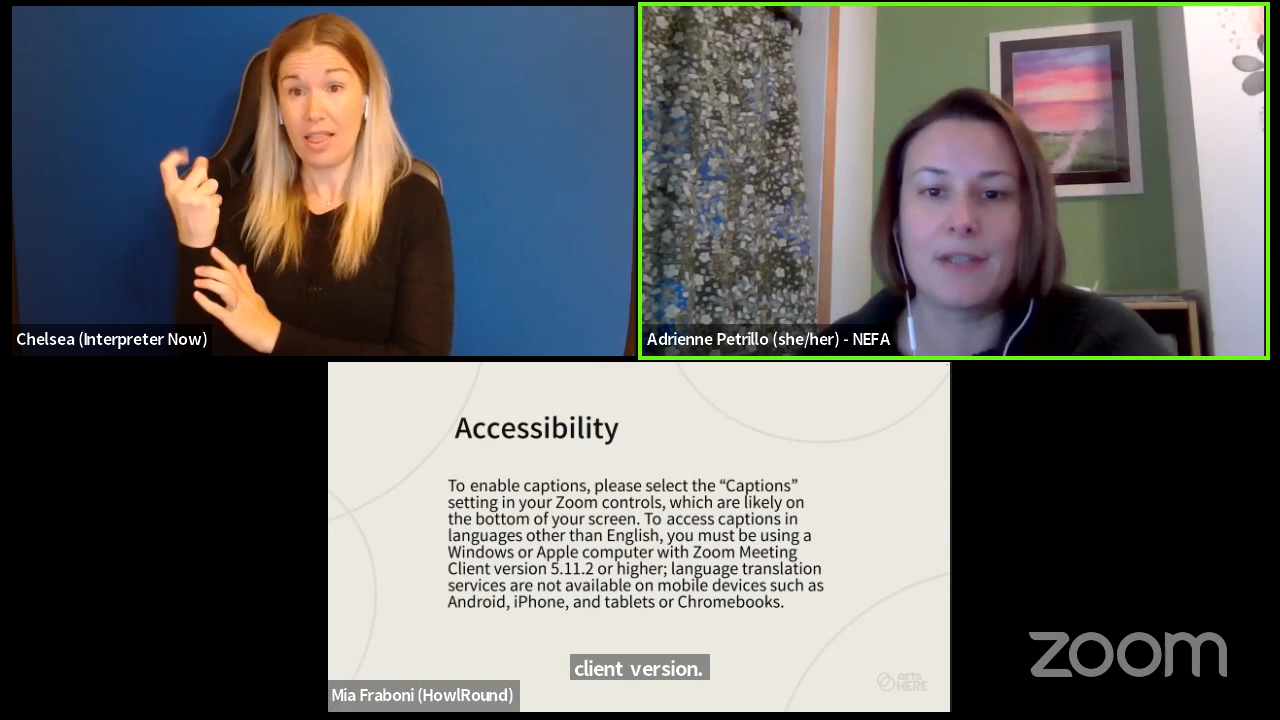 Chelsea (Interpreter Now)
Adrienne Petrillo (she/her) - NEFA
Accessibility
To enable captions, please select the “Captions”
setting in your Zoom controls, which are likely on
the bottom of your screen. To access captions in
languages other than English, you must be using a
Windows or Apple computer with Zoom Meeting
Client version 5.11.2 or higher; language translation
services are not available on mobile devices such as
Android, iPhone, and tablets or Chromebooks.
client version.
arts
HERE
Mia Fraboni (HowlRound)
zoom